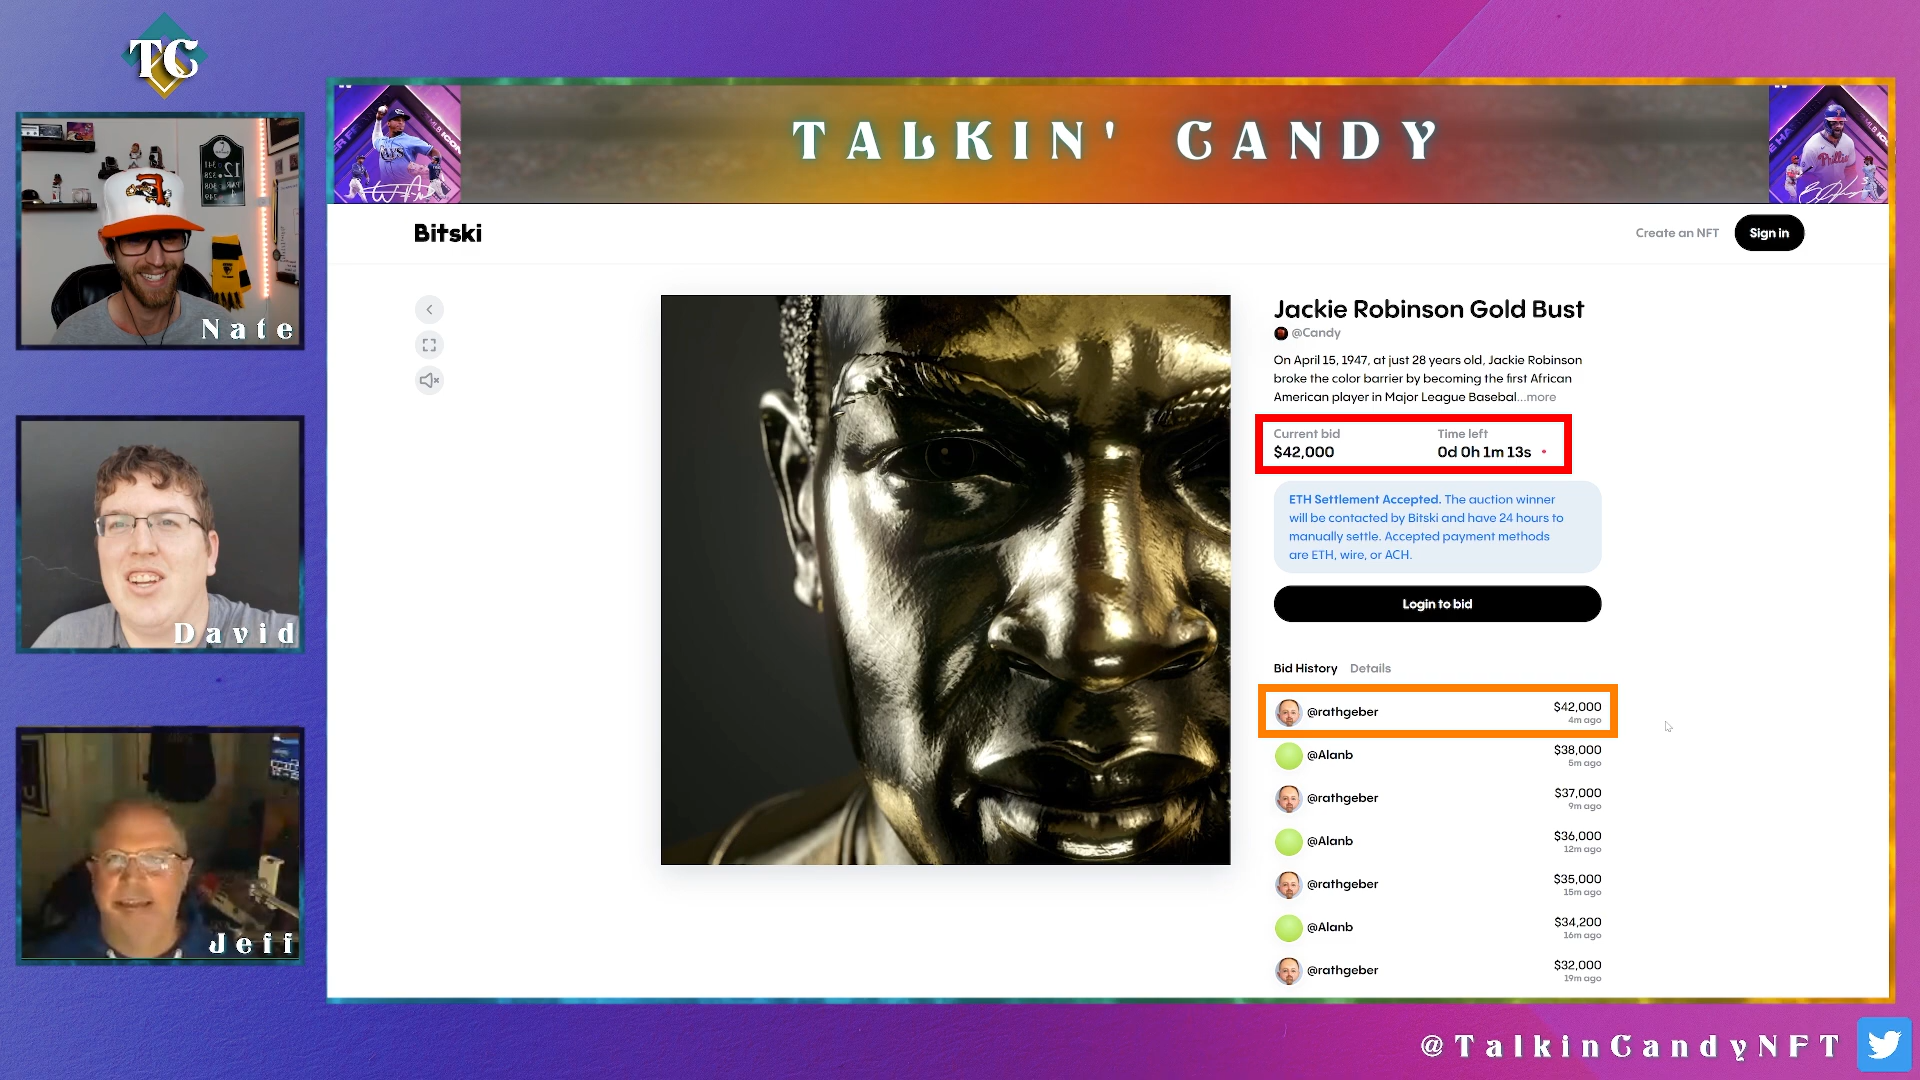 TC
TALKIN' CANDY
Nate
David
Jeff
Bitski
Create an NFT
Sign in
Jackie Robinson Gold Bust
@Candy
On April 15, 1947, at just 28 years old, Jackie Robinson
broke the color barrier by becoming the first African
American player in Major League Basebal...more
Current bid
Time left
$42,000
0d 0h 1m 13s
ETH Settlement Accepted. The auction winner
will be contacted by Bitski and have 24 hours to
manually settle. Accepted payment methods
are ETH, wire, or ACH.
Login to bid
Bid History
Details
@rathgeber $42,000
4m ago
@Alanb $38,000
5m ago
@rathgeber $37,000
9m ago
@Alanb $36,000
12m ago
@rathgeber $35,000
15m ago
@Alanb $34,200
16m ago
@rathgeber $32,000
19m ago
@TalkinCandyNFT